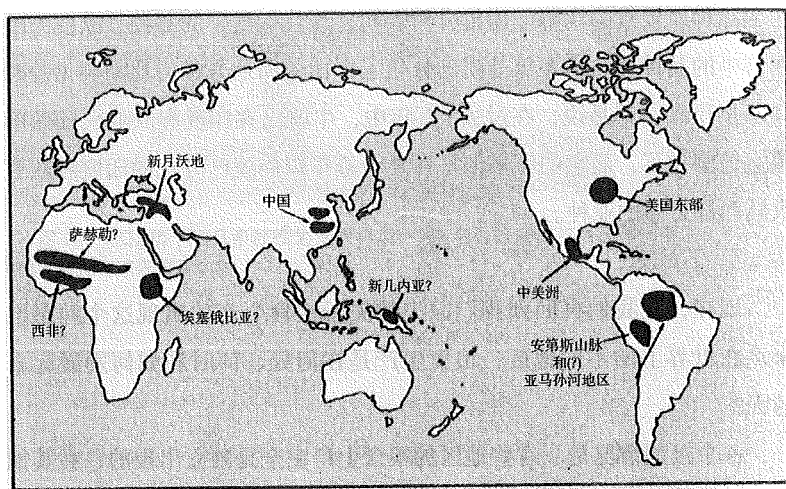 新月沃地
中国
美国东部
萨赫勒?
中美洲
新几内亚?
西非?
埃塞俄比亚?
安第斯山脉
和(?)
亚马孙河地区